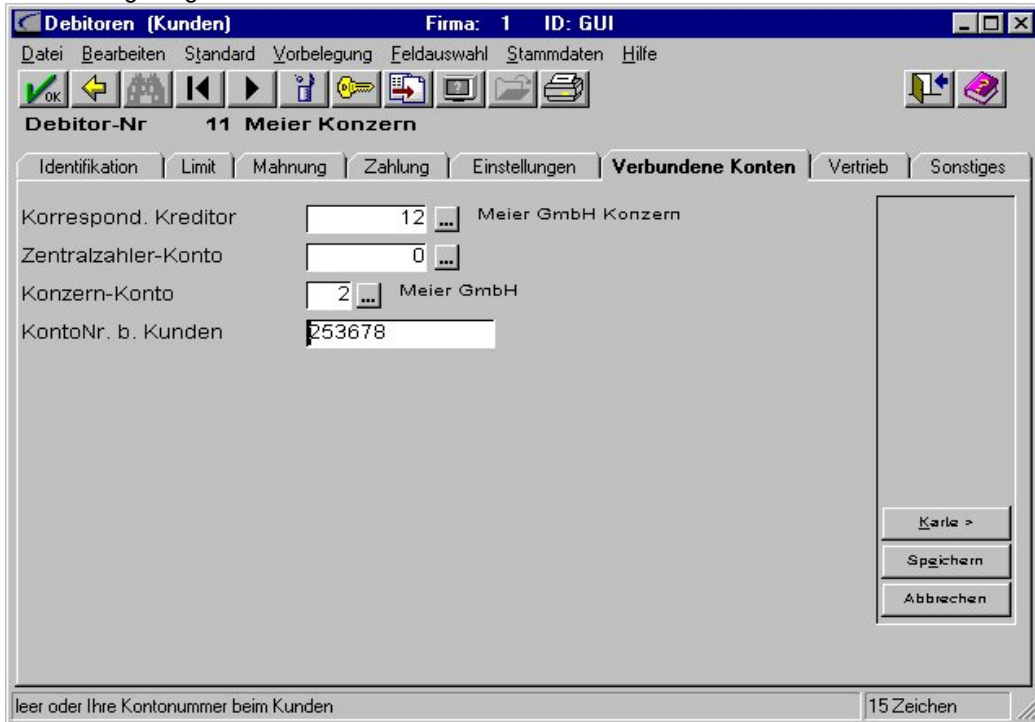 Debitoren (Kunden) Firma: 1 ID: GUI
Datei Bearbeiten Standard Vorbelegung Feldauswahl Stammdaten Hilfe
OK
Debitor-Nr 11 Meier Konzern
Identifikation Limit Mahnung Zahlung Einstellungen Verbundene Konten Vertrieb Sonstiges
Korrespond. Kreditor 12 ... Meier GmbH Konzern
Zentralzahler-Konto 0 ...
Konzern-Konto 2 ... Meier GmbH
KontoNr. b. Kunden 253678
Karte >
Speichern
Abbrechen
leer oder Ihre Kontonummer beim Kunden 15 Zeichen